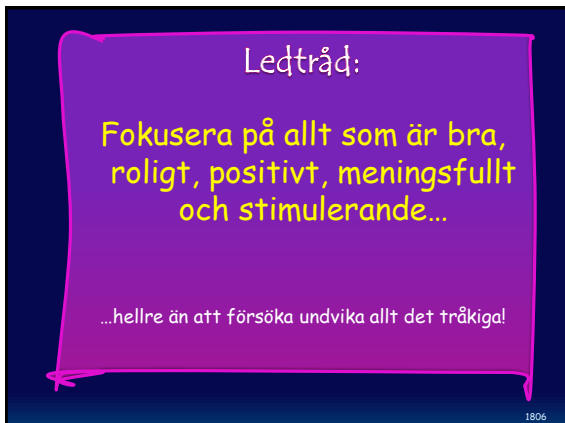 Ledtråd:
Fokusera på allt som är bra,
roligt, positivt, meningsfullt
och stimulerande…
…hellre än att försöka undvika allt det tråkiga!
1806